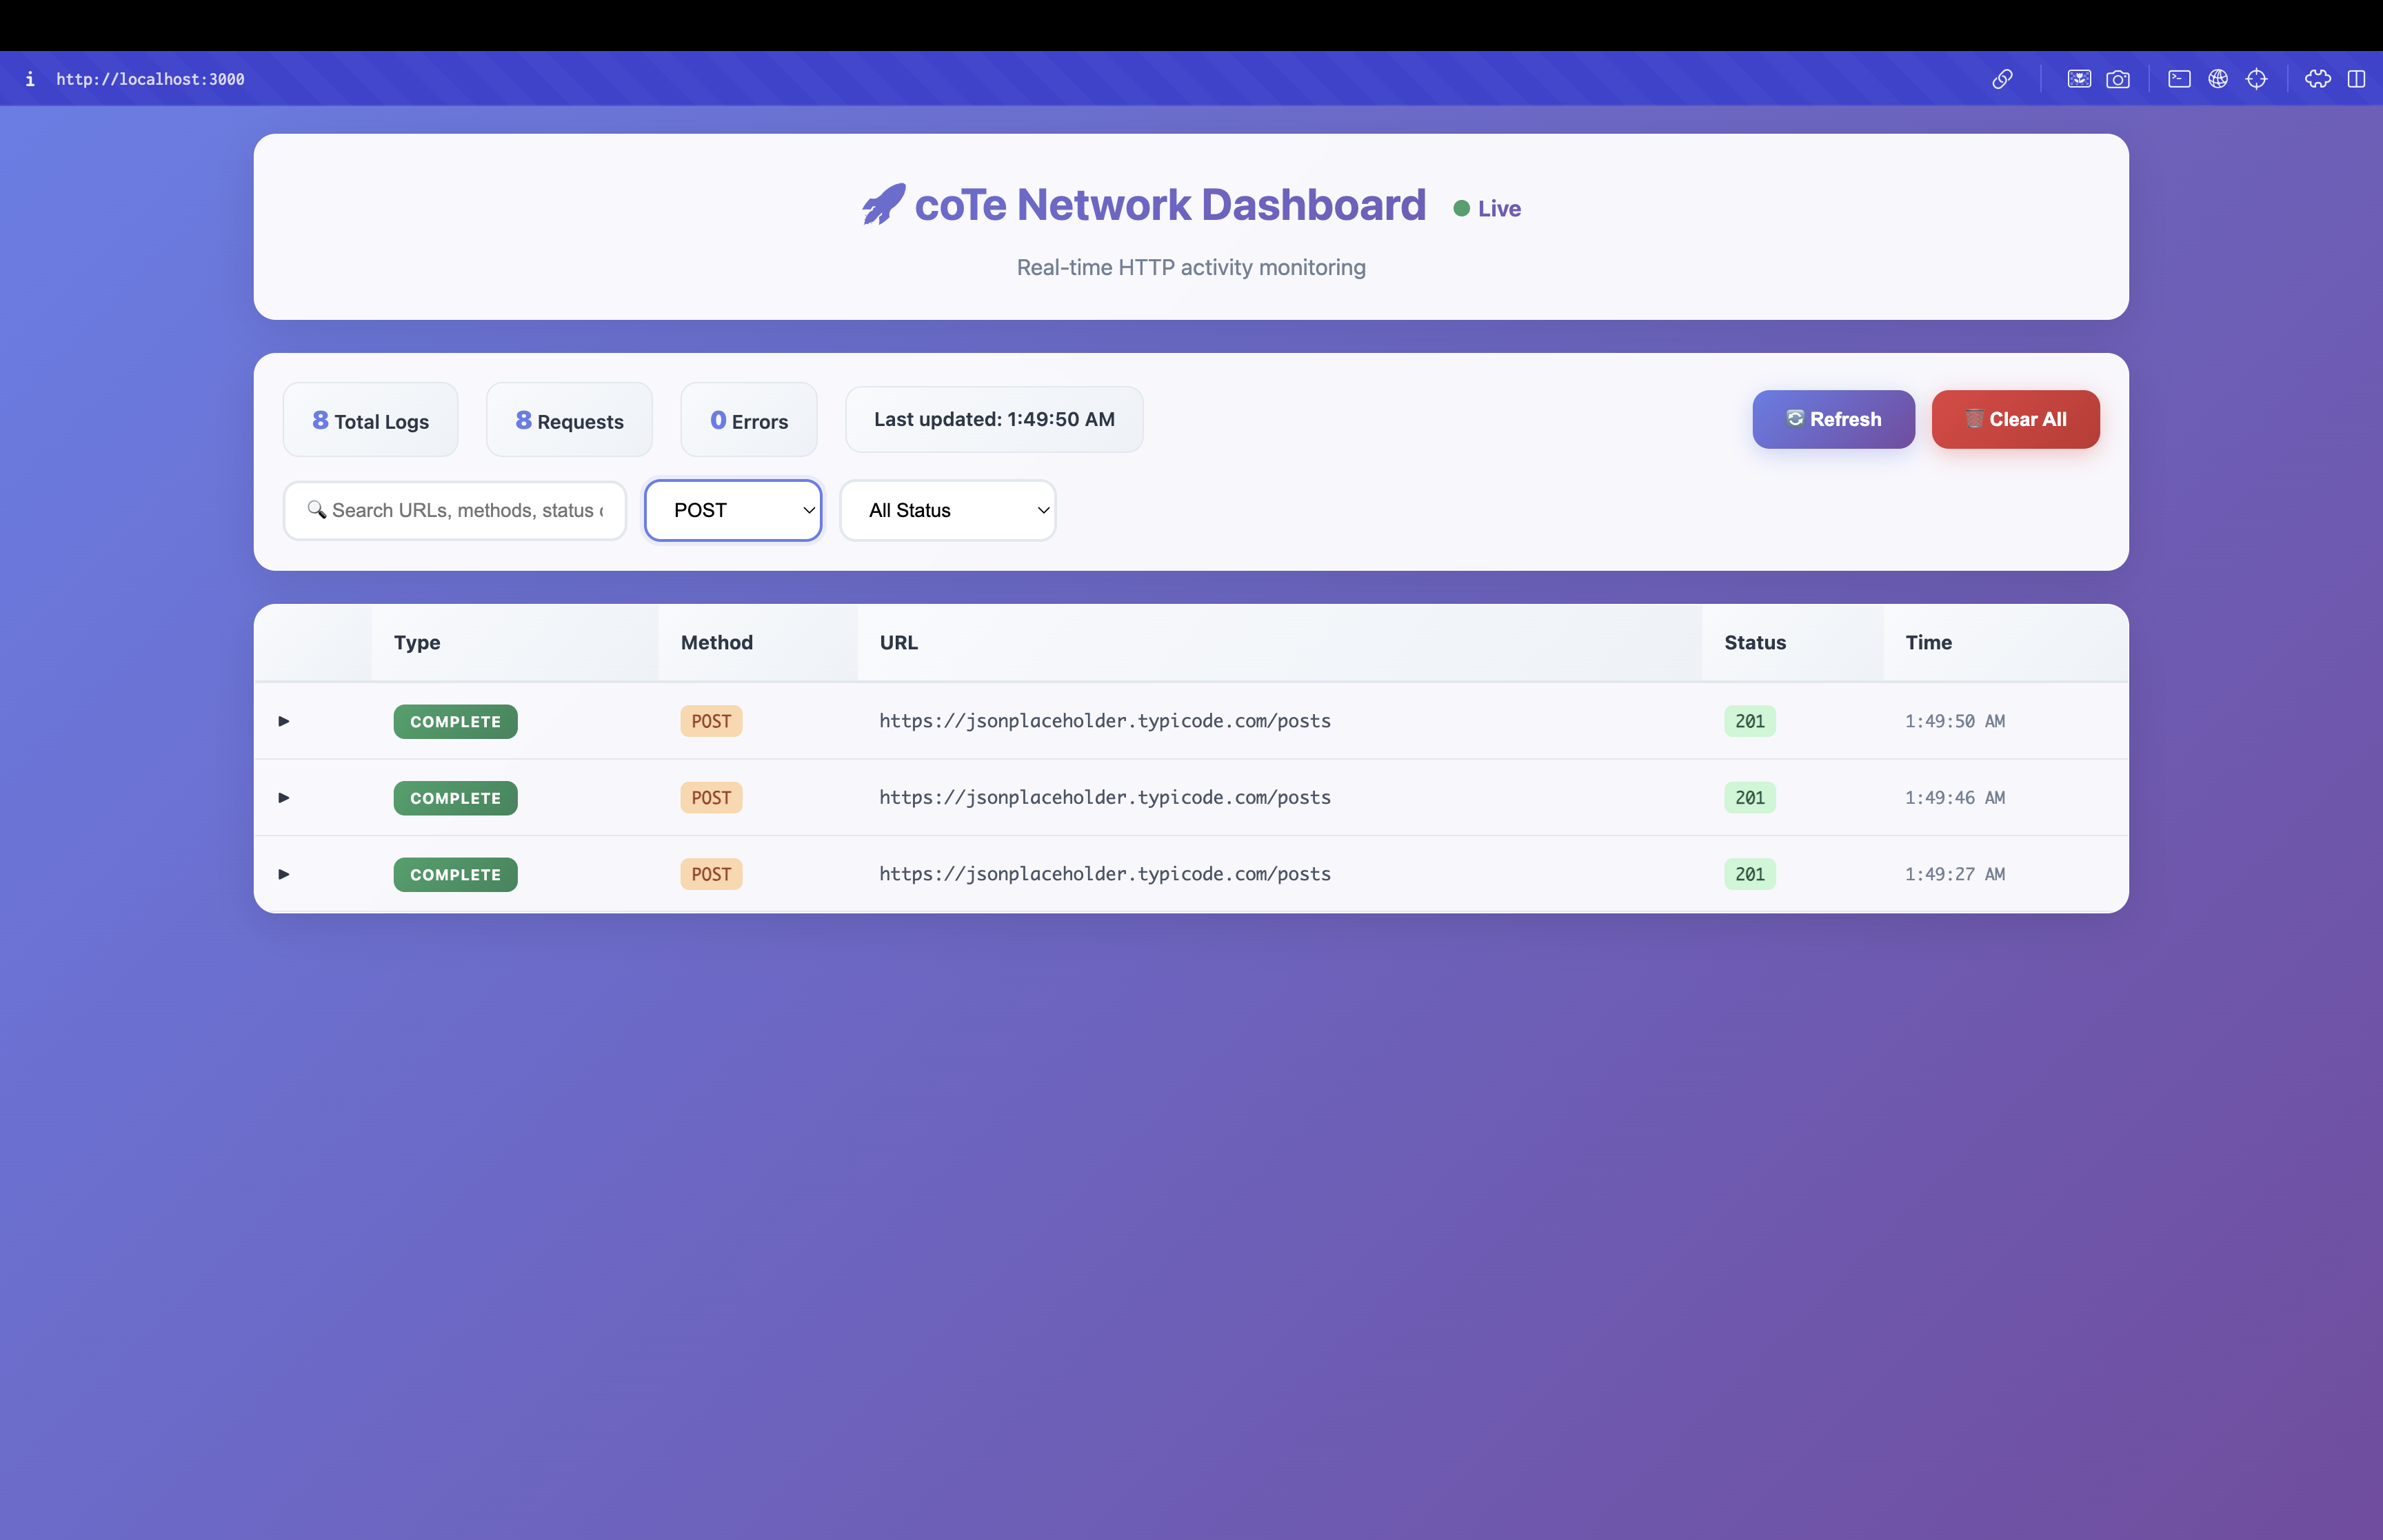 http://localhost:3000
coTe Network Dashboard Live
Real-time HTTP activity monitoring
8 Total Logs 8 Requests 0 Errors Last updated: 1:49:50 AM Refresh Clear All
Search URLs, methods, status POST All Status
Type Method URL Status Time
COMPLETE POST https://jsonplaceholder.typicode.com/posts 201 1:49:50 AM
COMPLETE POST https://jsonplaceholder.typicode.com/posts 201 1:49:46 AM
COMPLETE POST https://jsonplaceholder.typicode.com/posts 201 1:49:27 AM